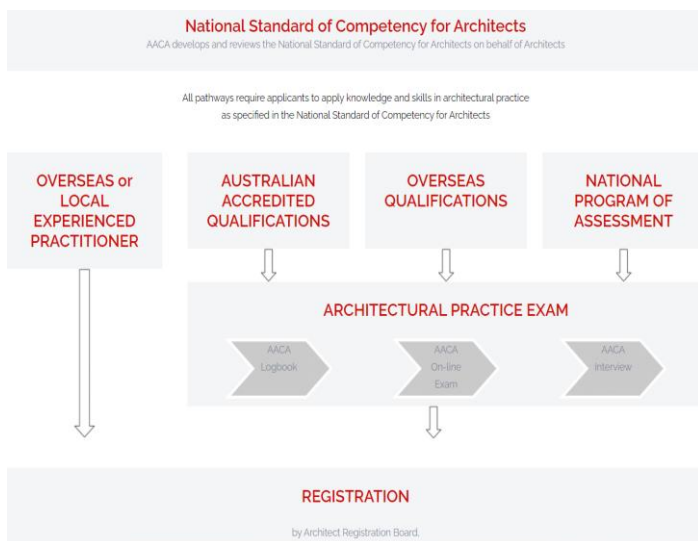 National Standard of Competency for Architects
AACA develops and reviews the National Standard of Competency for Architects on behalf of Architects
All pathways require applicants to apply knowledge and skills in architectural practice
as specified in the National Standard of Competency for Architects
OVERSEAS or
LOCAL
EXPERIENCED
PRACTITIONER
AUSTRALIAN
ACCREDITED
QUALIFICATIONS
OVERSEAS
QUALIFICATIONS
NATIONAL
PROGRAM OF
ASSESSMENT
ARCHITECTURAL PRACTICE EXAM
AACA
Logbook
AACA
On-line
Exam
AACA
Interview
REGISTRATION
by Architect Registration Board.